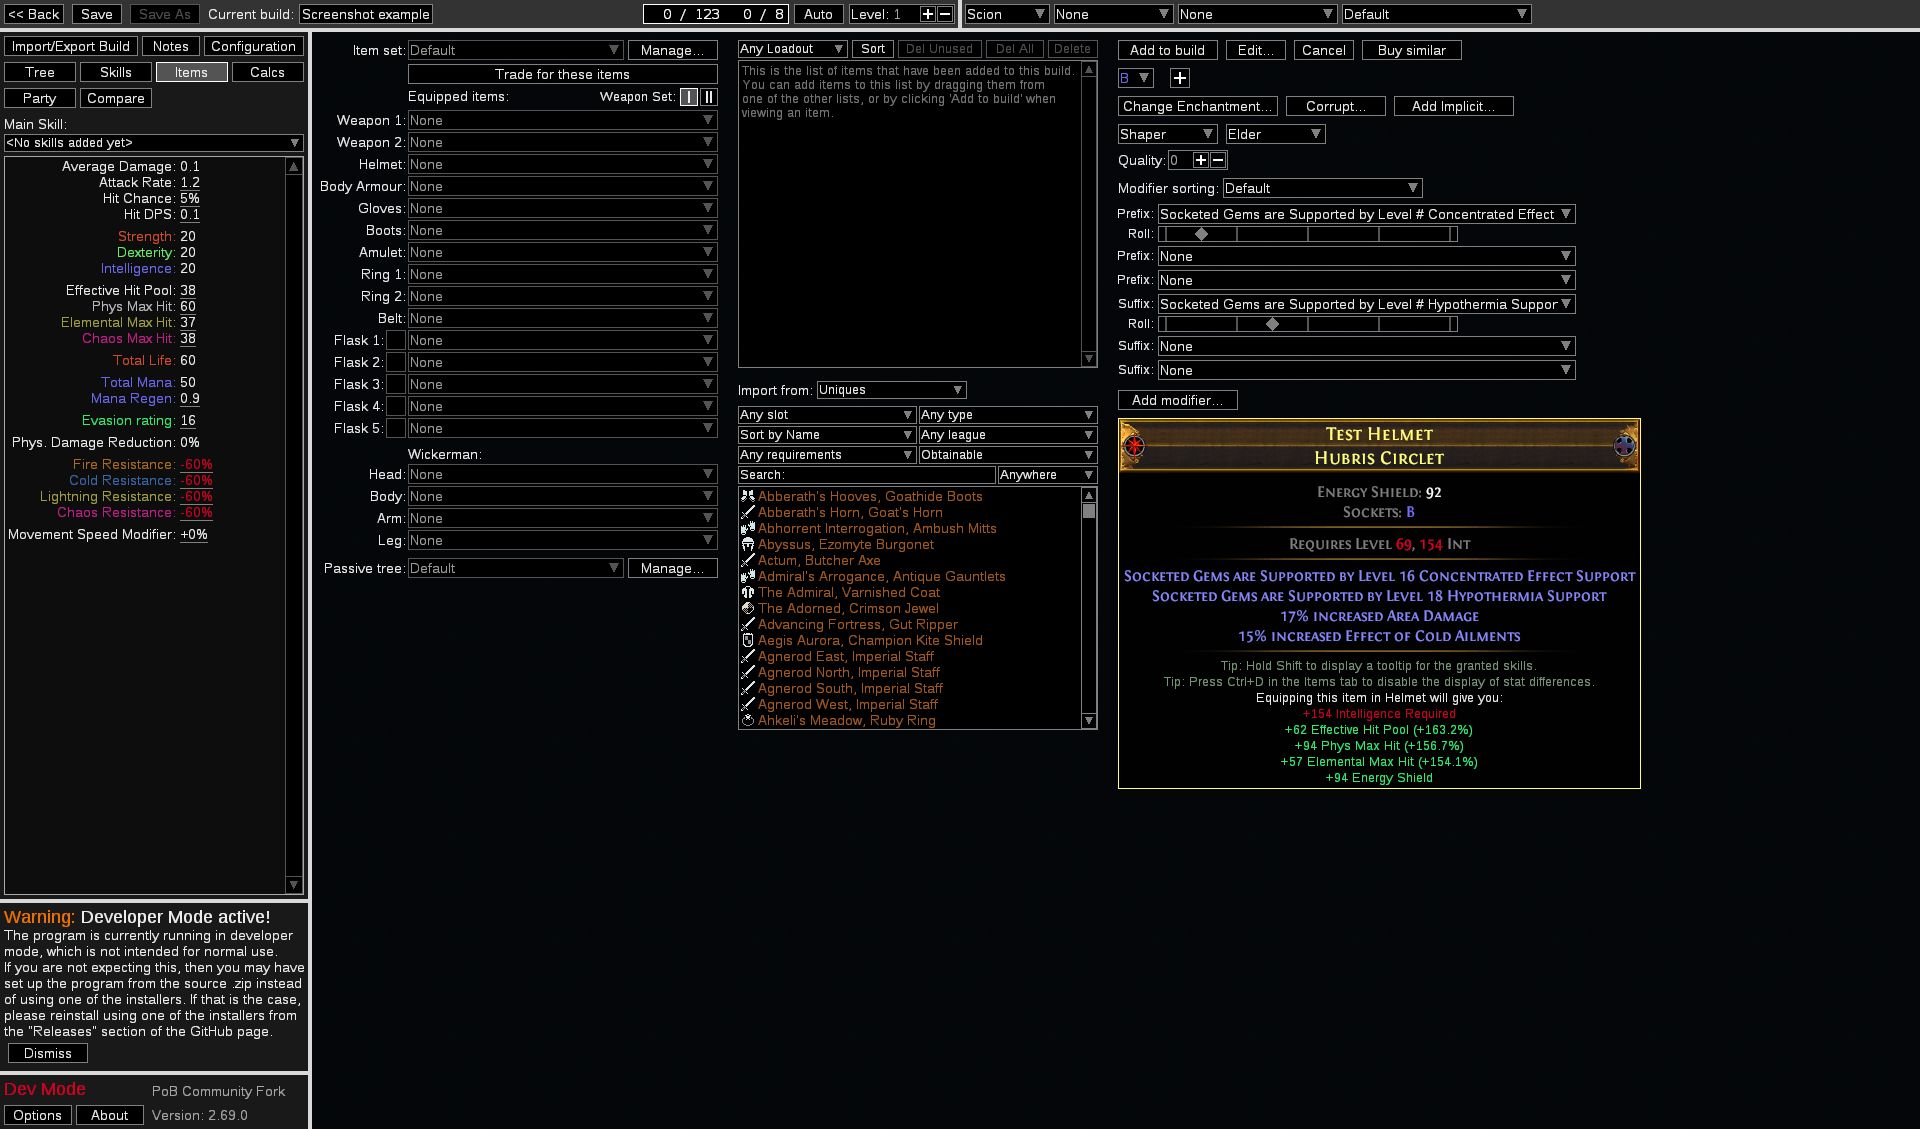 << Back Save Save As Current build: Screenshot example 0 / 123 0 / 8 Auto Level: 1 Scion None None Default
Import/Export Build Notes Configuration
Tree Skills Items Calcs
Party Compare
Main Skill:
<No skills added yet>
Average Damage: 0.1
Attack Rate: 1.2
Hit Chance: 5%
Hit DPS: 0.1
Strength: 20
Dexterity: 20
Intelligence: 20
Effective Hit Pool: 38
Phys Max Hit: 60
Elemental Max Hit: 37
Chaos Max Hit: 38
Total Life: 60
Total Mana: 50
Mana Regen: 0.9
Evasion rating: 16
Phys. Damage Reduction: 0%
Fire Resistance: -60%
Cold Resistance: -60%
Lightning Resistance: -60%
Chaos Resistance: -60%
Movement Speed Modifier: +0%
Warning: Developer Mode active!
The program is currently running in developer
mode, which is not intended for normal use.
If you are not expecting this, then you may have
set up the program from the source .zip instead
of using one of the installers. If that is the case,
please reinstall using one of the installers from
the "Releases" section of the GitHub page.
Dismiss
Dev Mode PoB Community Fork
Options About Version: 2.69.0
Item set: Default Manage...
Trade for these items
Equipped items: Weapon Set: I II
Weapon 1: None
Weapon 2: None
Helmet: None
Body Armour: None
Gloves: None
Boots: None
Amulet: None
Ring 1: None
Ring 2: None
Belt: None
Flask 1: None
Flask 2: None
Flask 3: None
Flask 4: None
Flask 5: None
Wickerman:
Head: None
Body: None
Arm: None
Leg: None
Passive tree: Default Manage...
Any Loadout Sort Del Unused Del All Delete
This is the list of items that have been added to this build.
You can add items to this list by dragging them from
one of the other lists, or by clicking 'Add to build' when
viewing an item.
Import from: Uniques
Any slot Any type
Sort by Name Any league
Any requirements Obtainable
Search: Anywhere
Abberath's Hooves, Goathide Boots
Abberath's Horn, Goat's Horn
Abhorrent Interrogation, Ambush Mitts
Abyssus, Ezomyte Burgonet
Actum, Butcher Axe
Admiral's Arrogance, Antique Gauntlets
The Admiral, Varnished Coat
The Adorned, Crimson Jewel
Advancing Fortress, Gut Ripper
Aegis Aurora, Champion Kite Shield
Agnerod East, Imperial Staff
Agnerod North, Imperial Staff
Agnerod South, Imperial Staff
Agnerod West, Imperial Staff
Ahkeli's Meadow, Ruby Ring
Add to build Edit... Cancel Buy similar
B
Change Enchantment... Corrupt... Add Implicit...
Shaper Elder
Quality: 0
Modifier sorting: Default
Prefix: Socketed Gems are Supported by Level # Concentrated Effect
Roll:
Prefix: None
Prefix: None
Suffix: Socketed Gems are Supported by Level # Hypothermia Suppor
Roll:
Suffix: None
Suffix: None
Add modifier...
Test Helmet
Hubris Circlet
Energy Shield: 92
Sockets: B
Requires Level 69, 154 Int
Socketed Gems are Supported by Level 16 Concentrated Effect Support
Socketed Gems are Supported by Level 18 Hypothermia Support
17% increased Area Damage
15% increased Effect of Cold Ailments
Tip: Hold Shift to display a tooltip for the granted skills.
Tip: Press Ctrl+D in the Items tab to disable the display of stat differences.
Equipping this item in Helmet will give you:
+154 Intelligence Required
+62 Effective Hit Pool (+163.2%)
+94 Phys Max Hit (+156.7%)
+57 Elemental Max Hit (+154.1%)
+94 Energy Shield